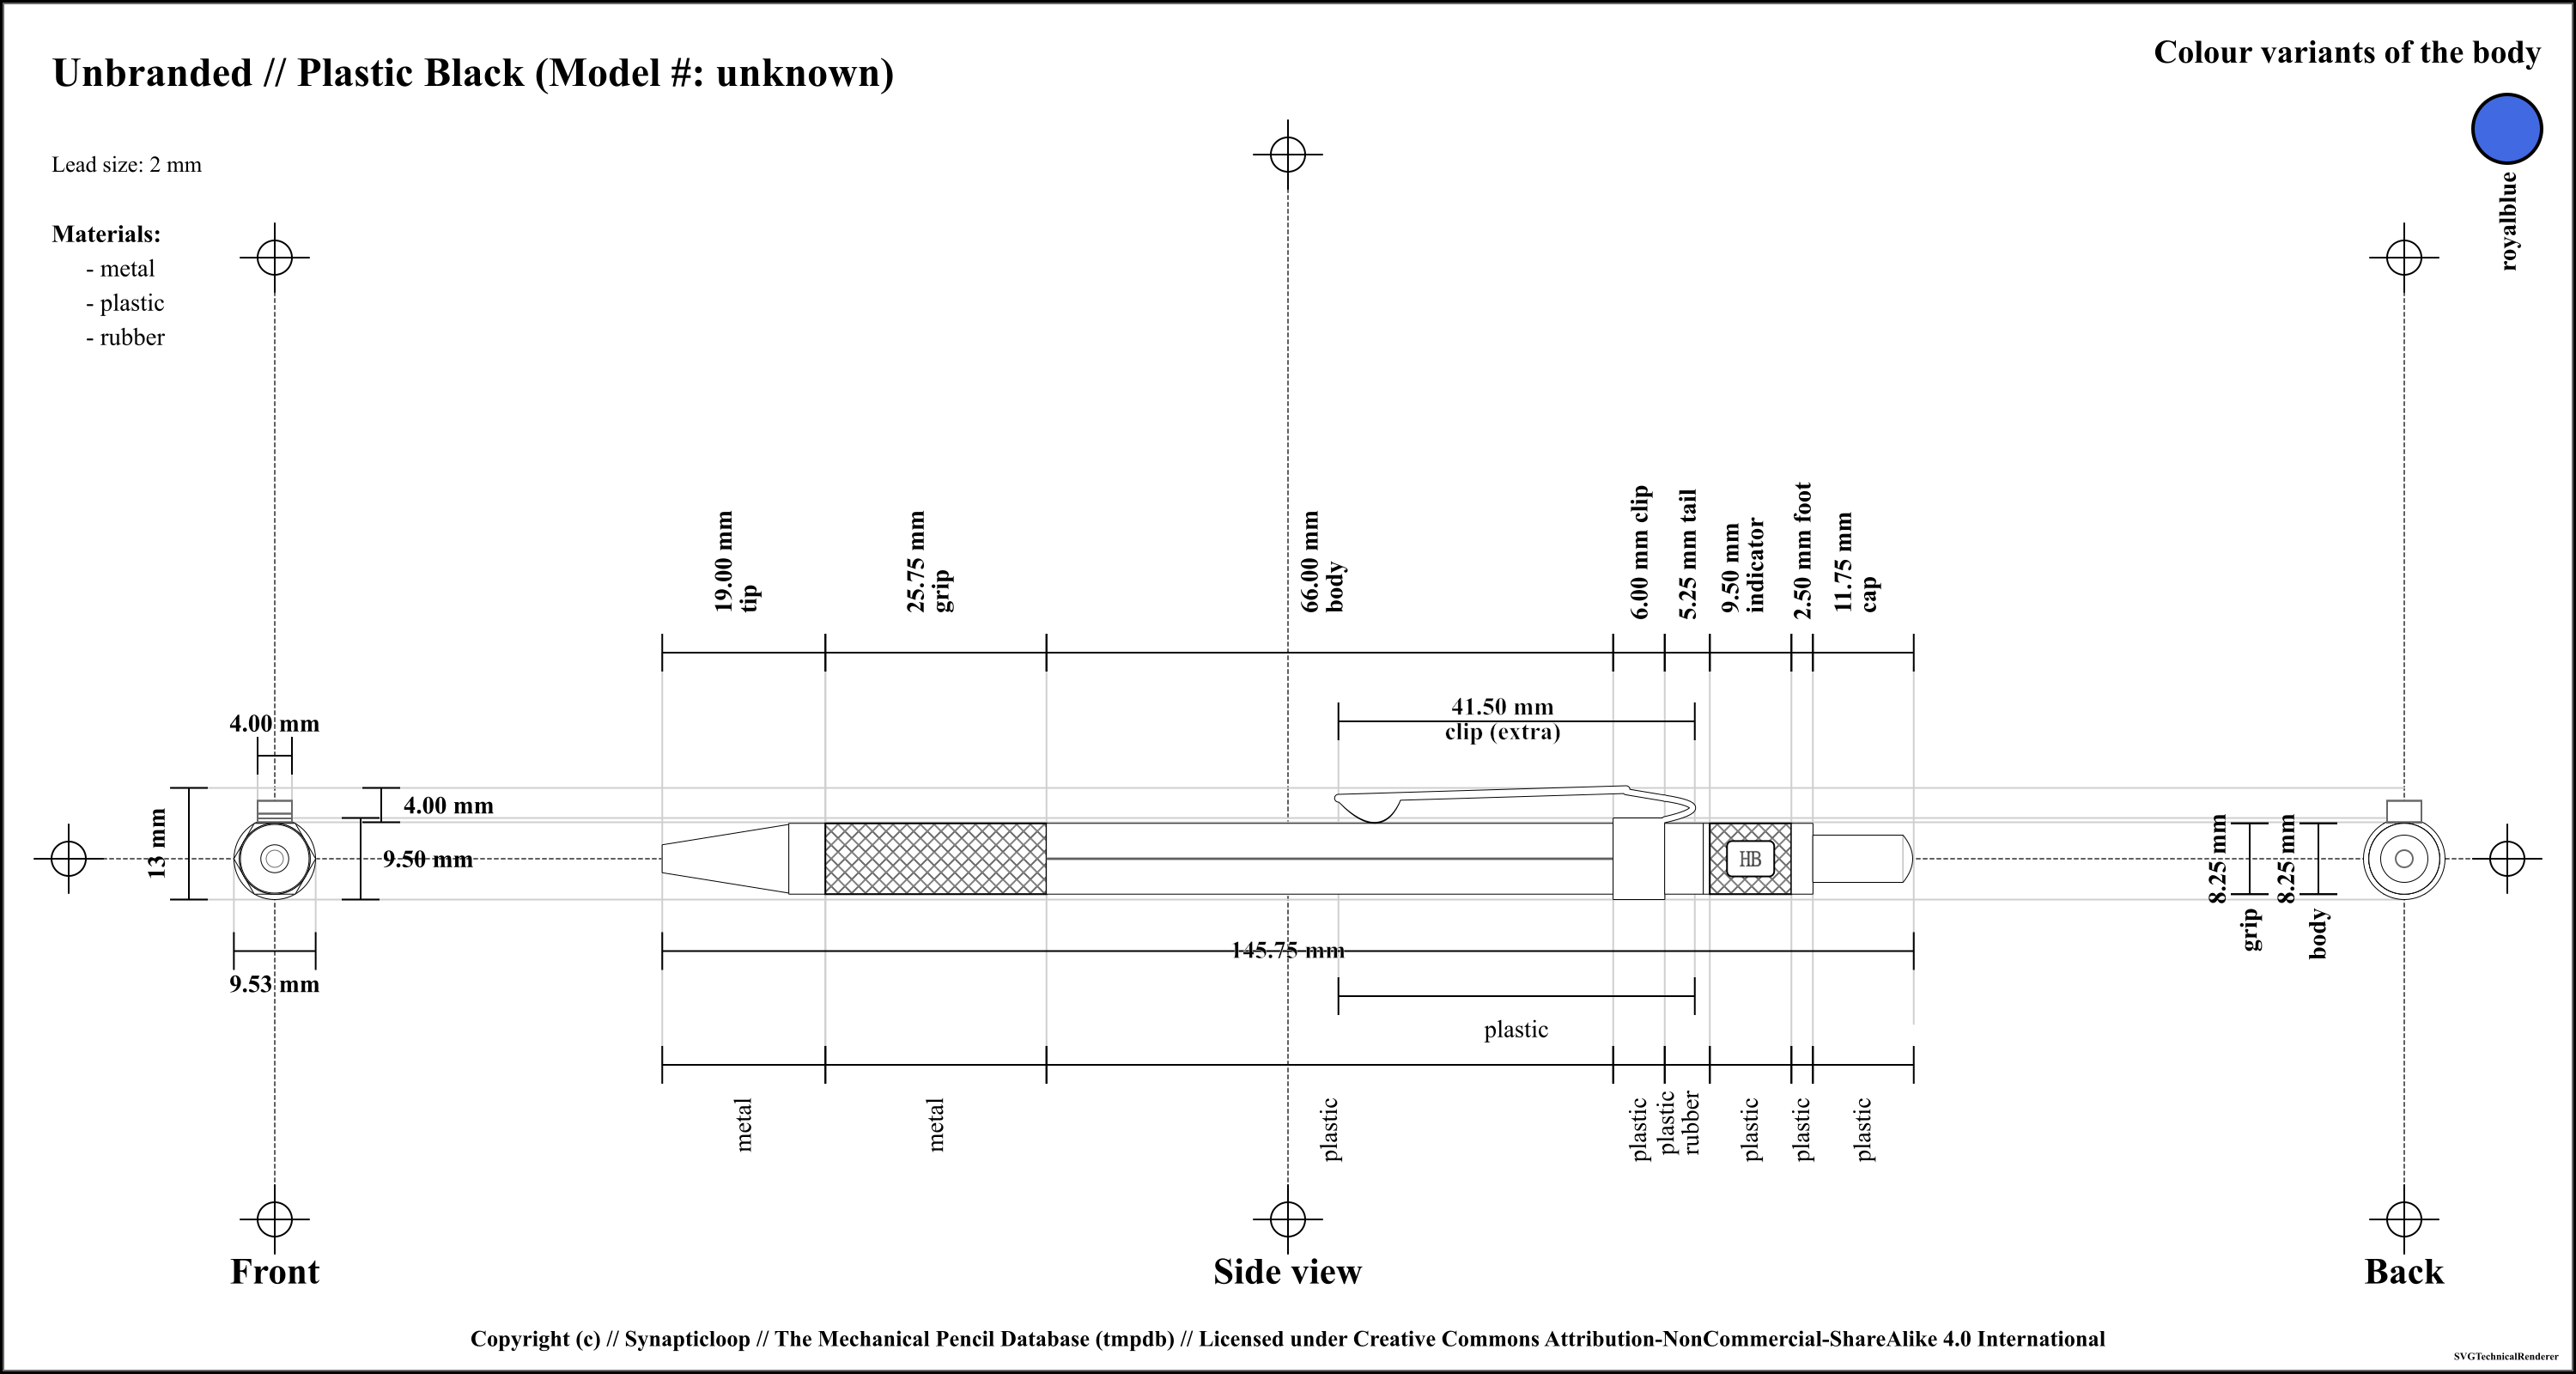 Unbranded // Plastic Black (Model #: unknown)
Colour variants of the body
royalblue
Lead size: 2 mm
Materials:
- metal
- plastic
- rubber
19.00 mm
tip
25.75 mm
grip
66.00 mm
body
6.00 mm clip
5.25 mm tail
9.50 mm
indicator
2.50 mm foot
11.75 mm
cap
41.50 mm
clip (extra)
4.00 mm
4.00 mm
13 mm
9.50 mm
9.53 mm
HB
8.25 mm
grip
8.25 mm
body
145.75 mm
plastic
metal
metal
plastic
plastic
plastic
rubber
plastic
plastic
plastic
Front
Side view
Back
Copyright (c) // Synapticloop // The Mechanical Pencil Database (tmpdb) // Licensed under Creative Commons Attribution-NonCommercial-ShareAlike 4.0 International
SVGTechnicalRenderer